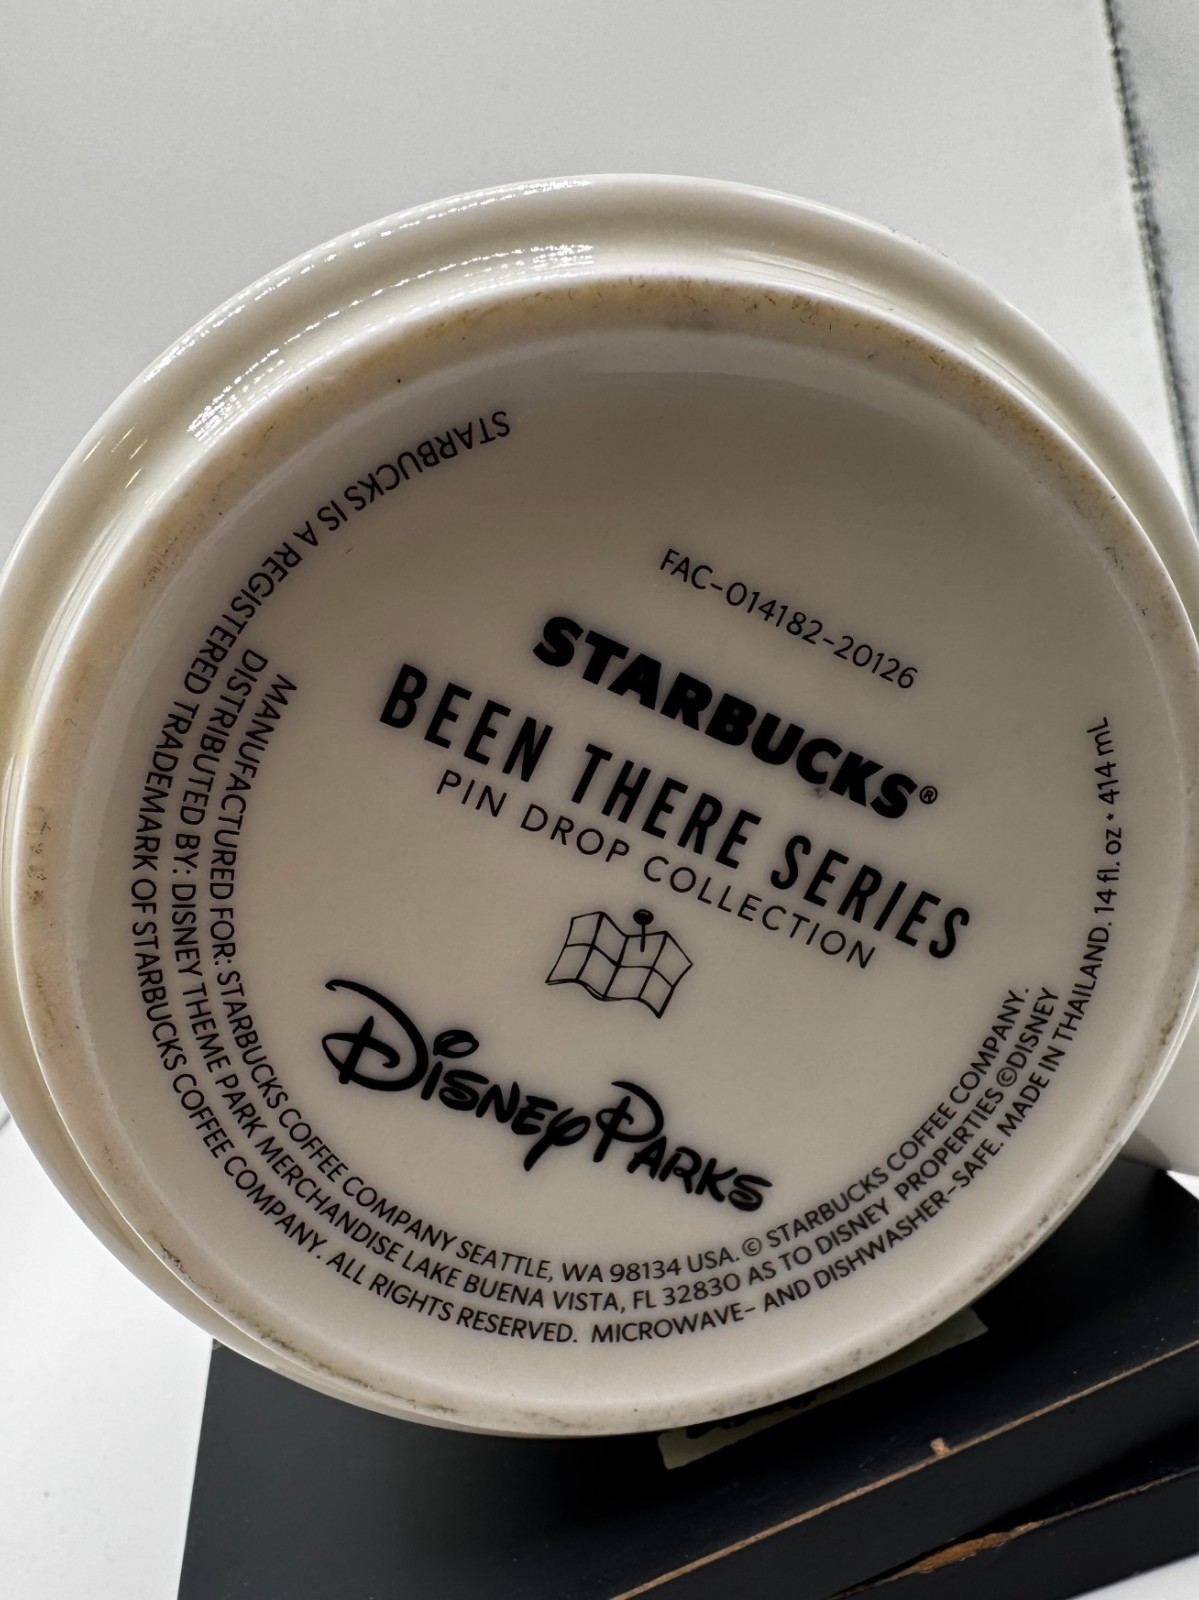 FAC-014182-20126
STARBUCKS®
BEEN THERE SERIES
PIN DROP COLLECTION
Disney Parks
MANUFACTURED FOR: STARBUCKS COFFEE COMPANY SEATTLE, WA 98134 USA. © STARBUCKS COFFEE COMPANY.
DISTRIBUTED BY: DISNEY THEME PARK MERCHANDISE LAKE BUENA VISTA, FL 32830 AS TO DISNEY PROPERTIES ©DISNEY
STARBUCKS IS A REGISTERED TRADEMARK OF STARBUCKS COFFEE COMPANY. ALL RIGHTS RESERVED. MICROWAVE- AND DISHWASHER-SAFE. MADE IN THAILAND. 14 fl. oz • 414 mL